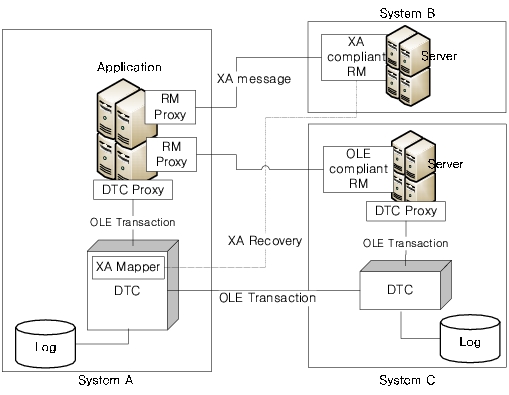 System B
Application
XA
compliant
RM
Server
XA message
RM
Proxy
RM
Proxy
OLE
compliant
RM
Server
DTC Proxy
DTC Proxy
OLE Transaction
XA Recovery
OLE Transaction
XA Mapper
DTC
OLE Transaction
DTC
Log
Log
System A
System C